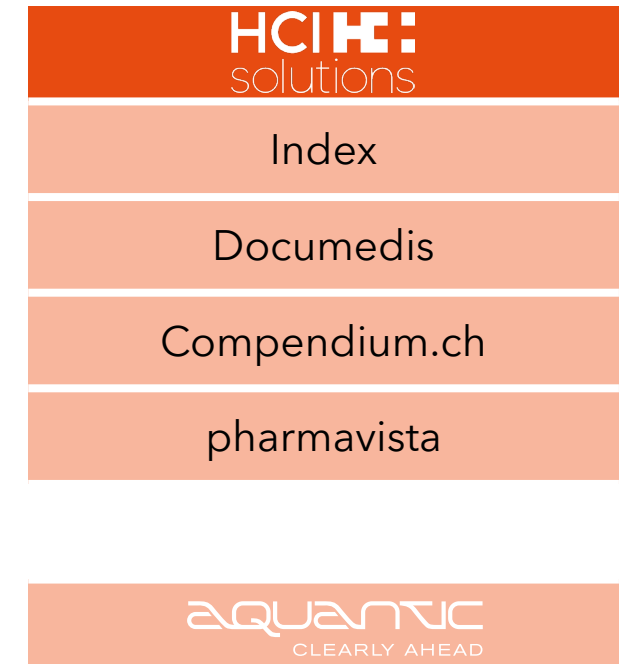 HCI
solutions
Index
Documedis
Compendium.ch
pharmavista
aquantic
CLEARLY AHEAD